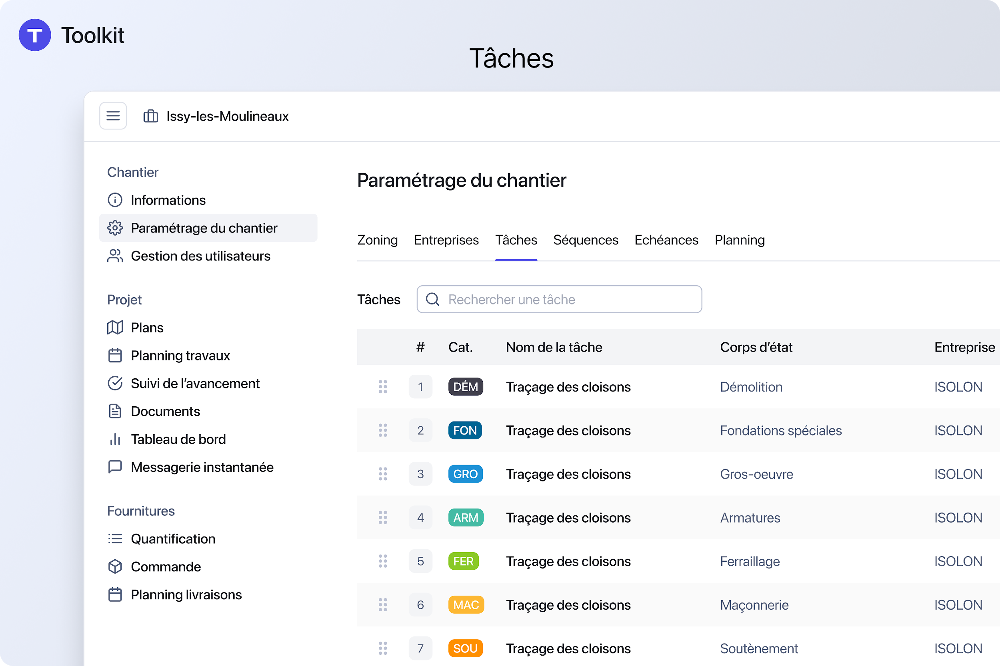 T Toolkit
Tâches
Issy-les-Moulineaux
Chantier
Informations
Paramétrage du chantier
Gestion des utilisateurs
Projet
Plans
Planning travaux
Suivi de l’avancement
Documents
Tableau de bord
Messagerie instantanée
Fournitures
Quantification
Commande
Planning livraisons
Paramétrage du chantier
Zoning Entreprises Tâches Séquences Echéances Planning
Tâches Rechercher une tâche
# Cat. Nom de la tâche Corps d’état Entreprise
1 DÉM Traçage des cloisons Démolition ISOLON
2 FON Traçage des cloisons Fondations spéciales ISOLON
3 GRO Traçage des cloisons Gros-oeuvre ISOLON
4 ARM Traçage des cloisons Armatures ISOLON
5 FER Traçage des cloisons Ferraillage ISOLON
6 MAC Traçage des cloisons Maçonnerie ISOLON
7 SOU Traçage des cloisons Soutènement ISOLON